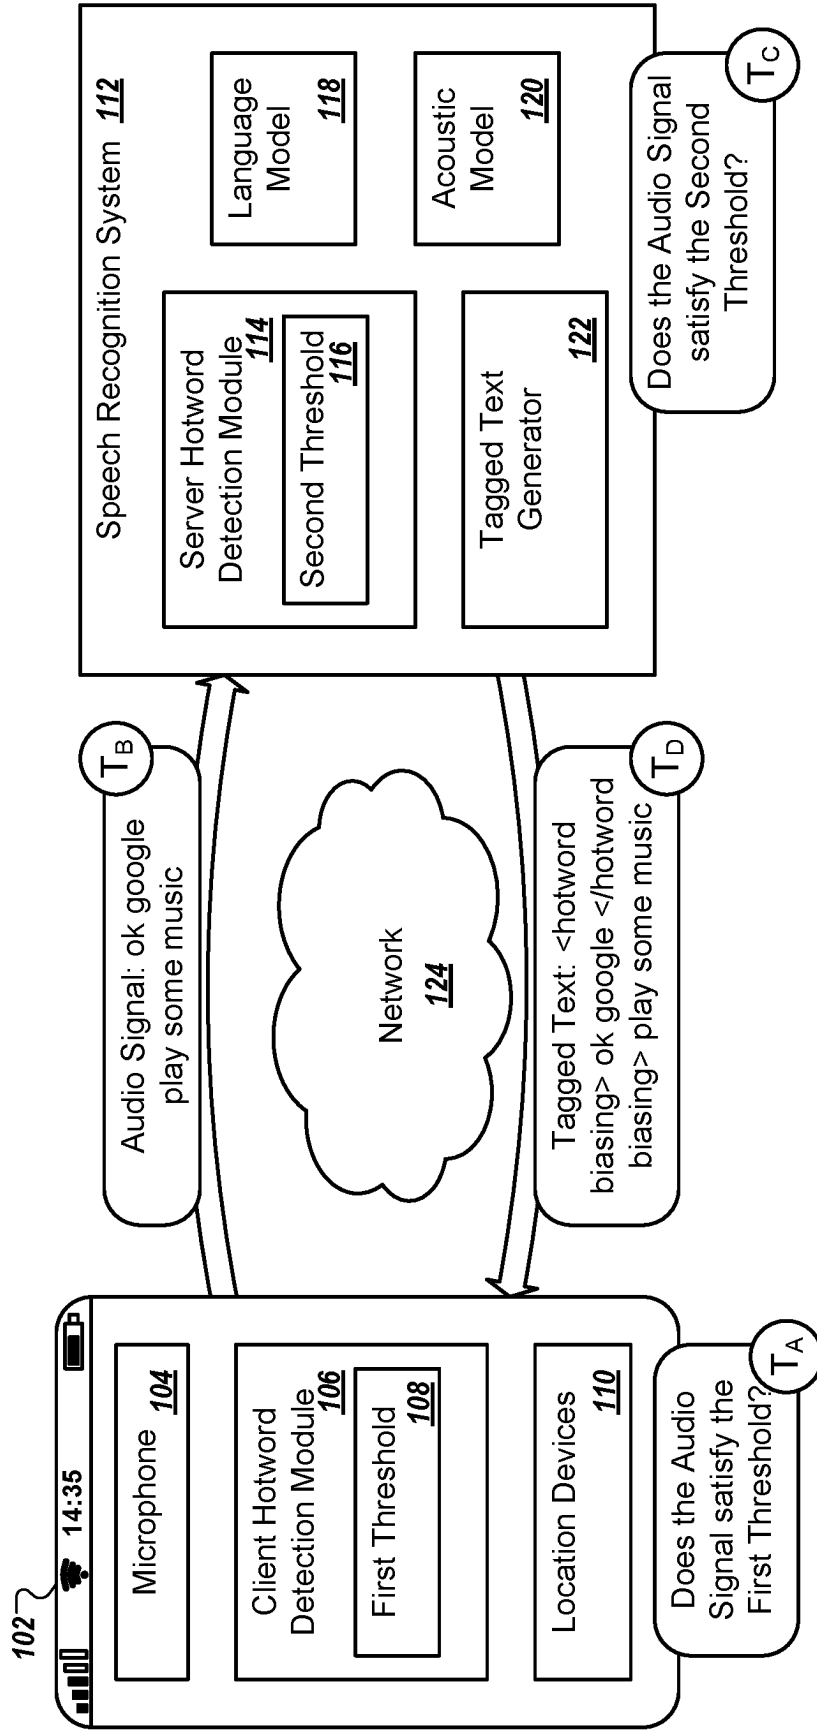 102
14:35
Microphone
104
Client Hotword
Detection Module
106
First Threshold
108
Location Devices
110
Does the Audio
Signal satisfy the
First Threshold?
TA
Audio Signal: ok google
play some music
TB
Network
124
Tagged Text: <hotword
biasing> ok google </hotword
biasing> play some music
TD
Speech Recognition System 112
Server Hotword
Detection Module
114
Second Threshold
116
Language
Model
118
Tagged Text
Generator
122
Acoustic
Model
120
Does the Audio Signal
satisfy the Second
Threshold?
TC